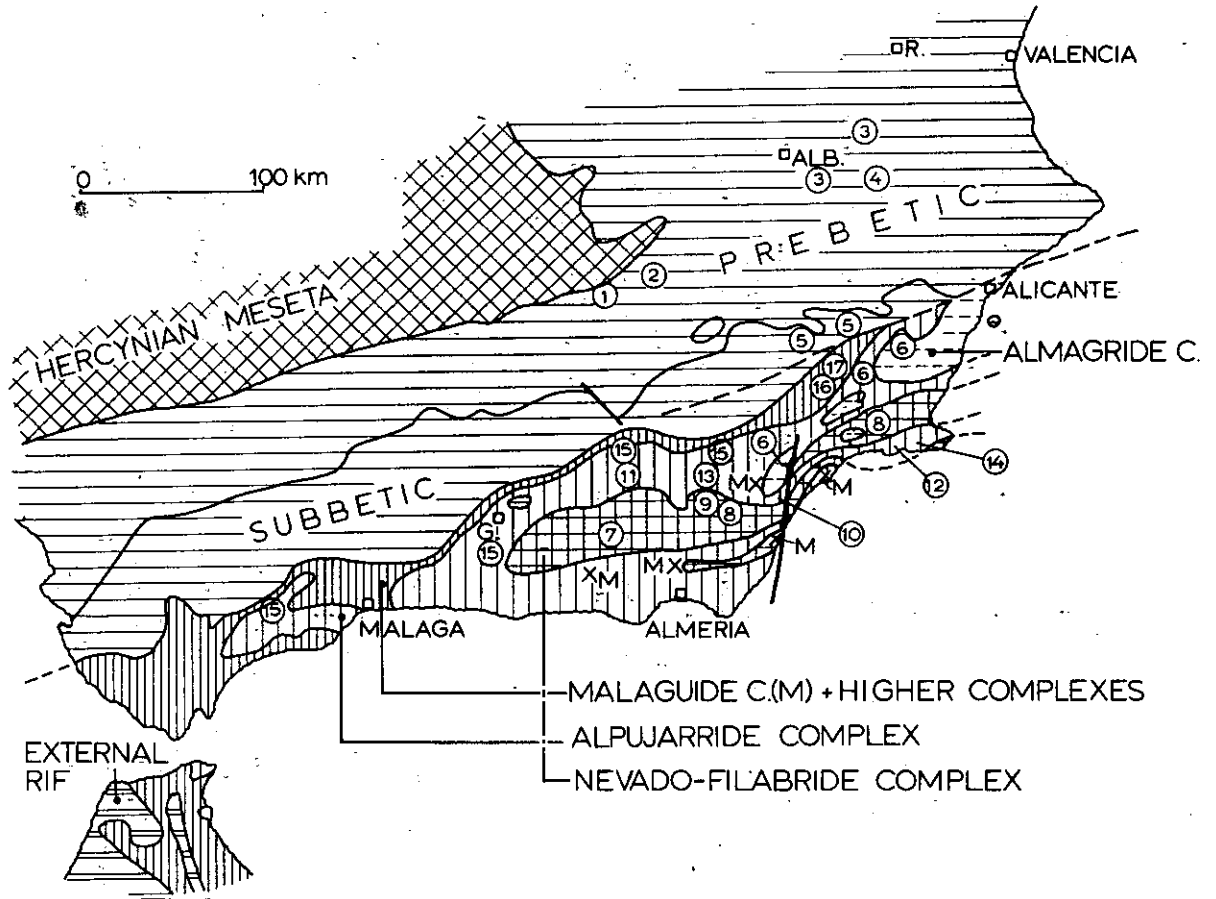 R.
VALENCIA
3
ALB.
3 4
0 100 km
PREBETIC
2
1
ALICANTE
HERCYNIAN MESETA
5
5
6
ALMAGRIDE C.
17
6
16
8
6
15
15
14
11
13
MX
M
12
SUBBETIC
9
8
10
G.
7
15
M
XM
MX
15
MALAGA
ALMERIA
MALAGUIDE C.(M) + HIGHER COMPLEXES
ALPUJARRIDE COMPLEX
NEVADO-FILABRIDE COMPLEX
EXTERNAL
RIF